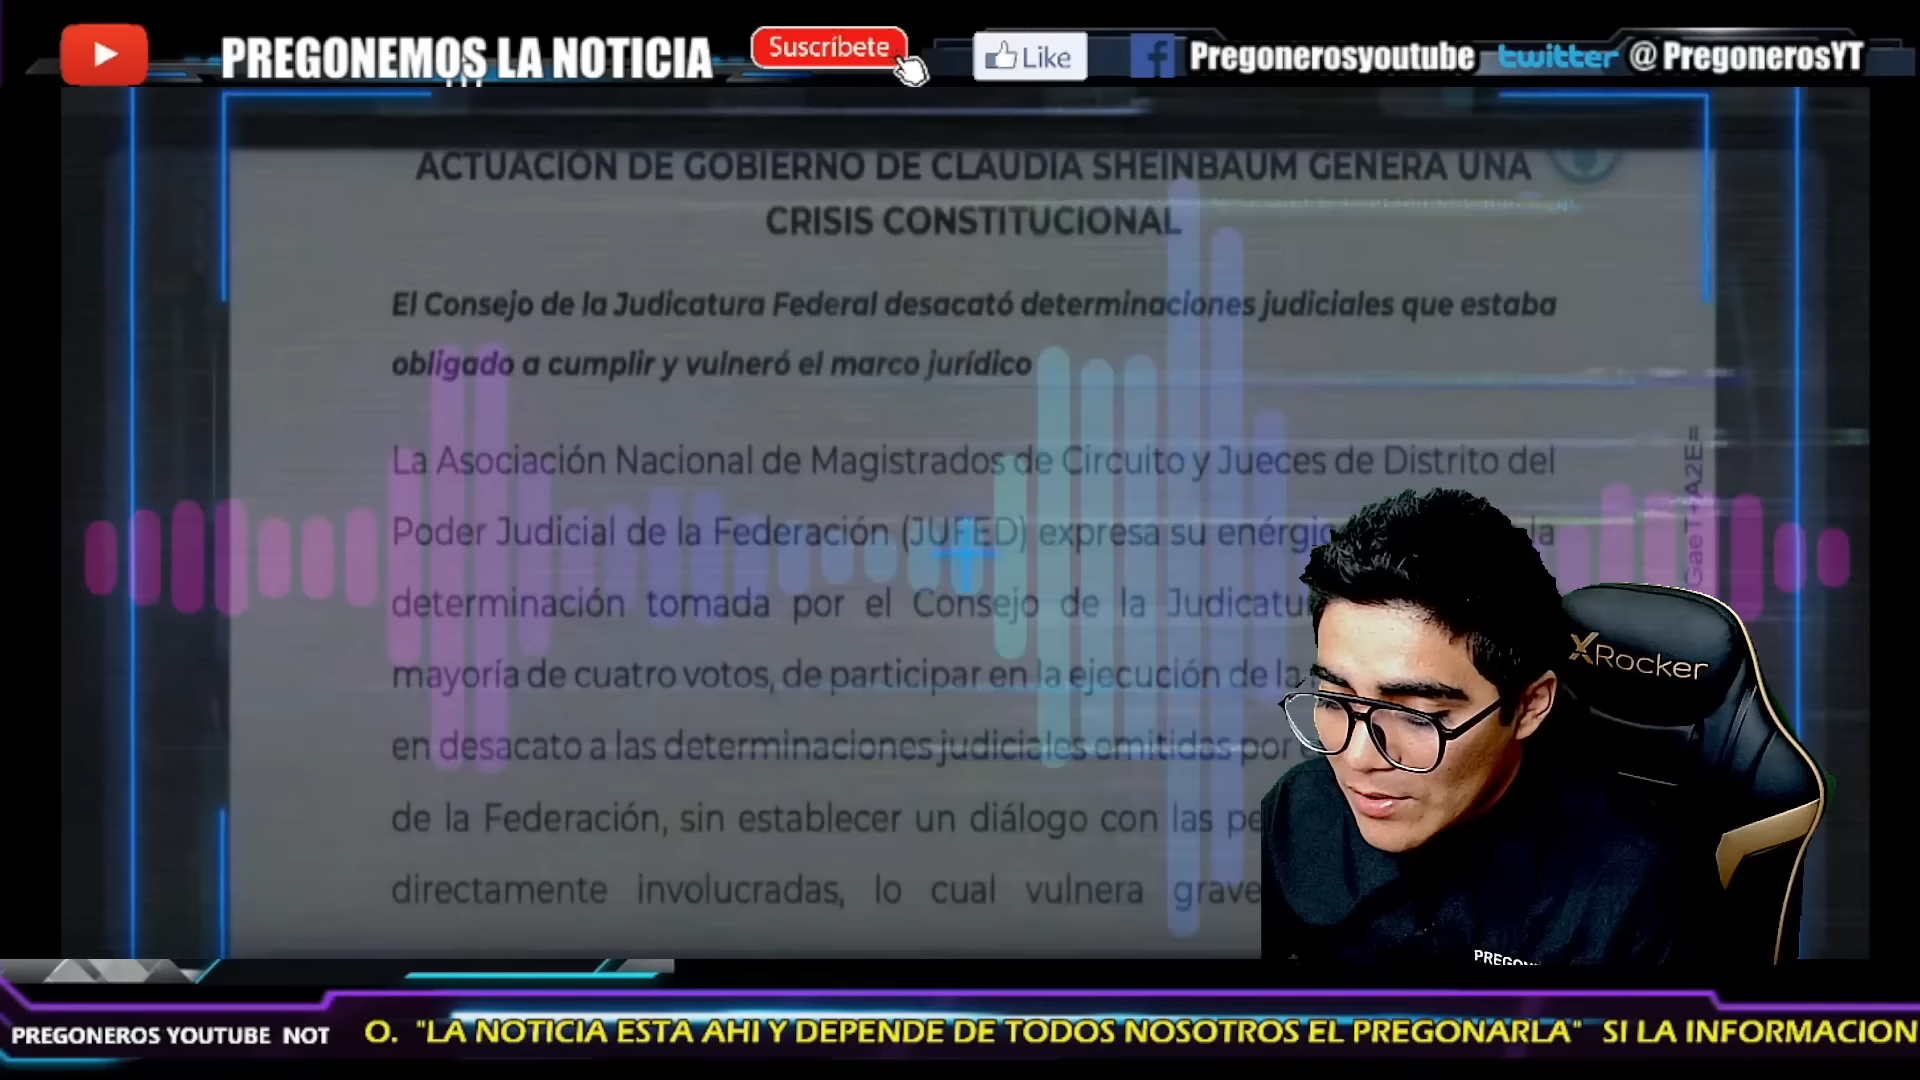 PREGONEMOS LA NOTICIA
Suscríbete
Like
Pregonerosyoutube
twitter @PregonerosYT
ACTUACIÓN DE GOBIERNO DE CLAUDIA SHEINBAUM GENERA UNA
CRISIS CONSTITUCIONAL
El Consejo de la Judicatura Federal desacató determinaciones judiciales que estaba
obligado a cumplir y vulneró el marco jurídico
La Asociación Nacional de Magistrados de Circuito y Jueces de Distrito del
Poder Judicial de la Federación (JUFED) expresa su la
determinación tomada por el Consejo de la
mayoría de cuatro votos, de participar en la ejecución de la
en desacato a las determinaciones judiciales emitidas por
de la Federación, sin establecer un diálogo con las
directamente involucradas, lo cual vulnera
GaeT+A2E=
XRocker
PREGONEROS YOUTUBE NOT
O. "LA NOTICIA ESTA AHI Y DEPENDE DE TODOS NOSOTROS EL PREGONARLA" SI LA INFORMACION